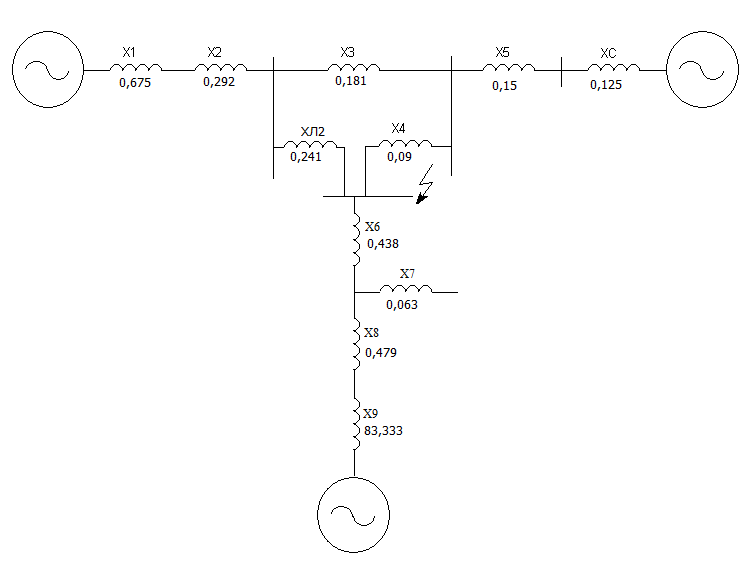 X1 X2 X3 X5 XC
0,675 0,292 0,181 0,15 0,125
ХЛ2 X4
0,241 0,09
X6
0,438
X7
0,063
X8
0,479
X9
83,333